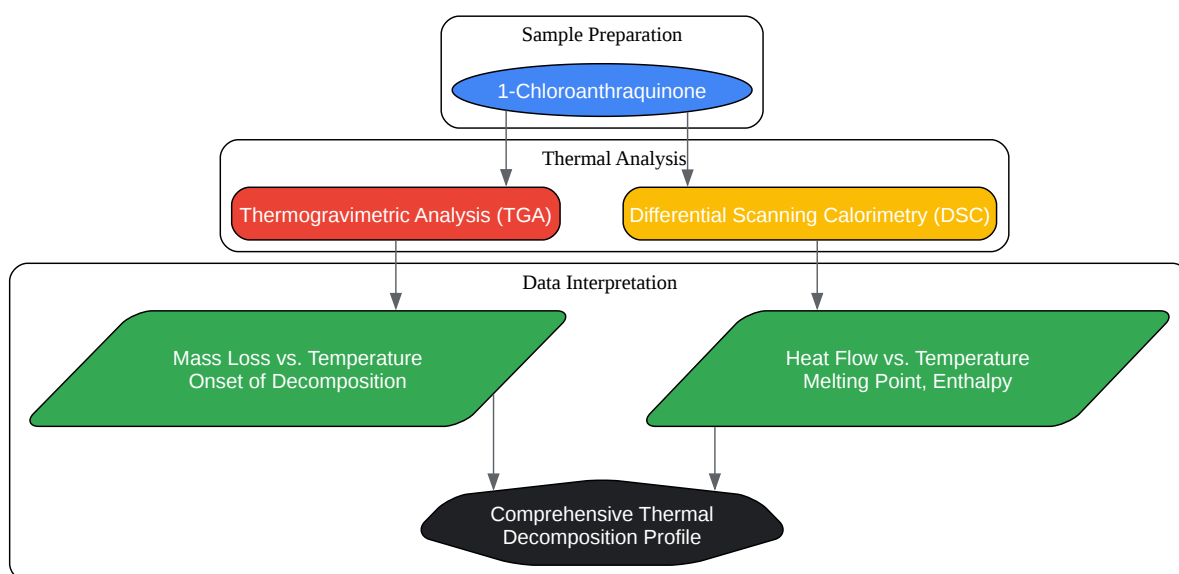 Sample Preparation
1-Chloroanthraquinone
Thermal Analysis
Thermogravimetric Analysis (TGA)
Differential Scanning Calorimetry (DSC)
Data Interpretation
Mass Loss vs. Temperature
Onset of Decomposition
Heat Flow vs. Temperature
Melting Point, Enthalpy
Comprehensive Thermal
Decomposition Profile